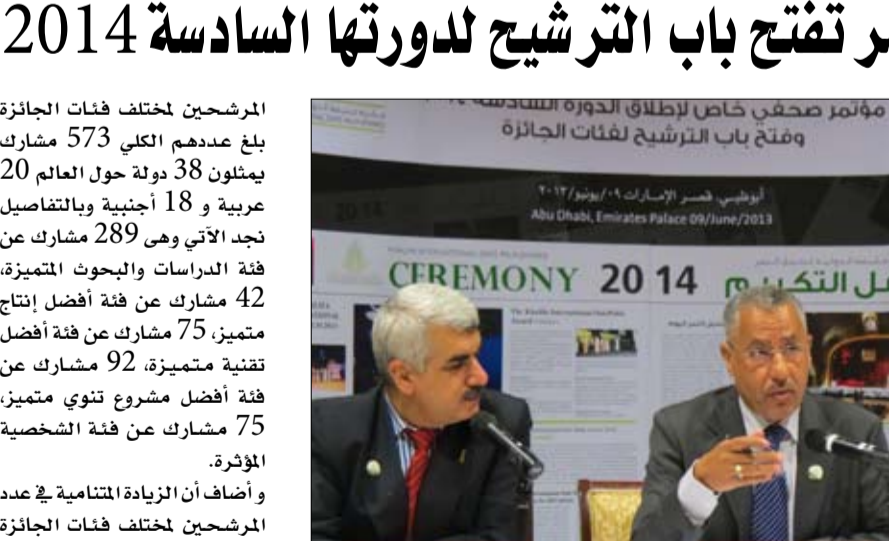 تفتح باب الترشيح لدورتها السادسة 2014
المرشحين لمختلف فئات الجائزة
بلغ عددهم الكلي 573 مشارك
يمثلون 38 دولة حول العالم 20
عربية و 18 أجنبية وبالتفاصيل
نجد الآتي وهى 289 مشارك عن
فئة الدراسات والبحوث المتميزة،
42 مشارك عن فئة أفضل إنتاج
متميز، 75 مشارك عن فئة أفضل
تقنية متميزة، 92 مشارك عن
فئة أفضل مشروع تنوي متميز،
75 مشارك عن فئة الشخصية
المؤثرة.
و أضاف أن الزيادة المتنامية في عدد
المرشحين لمختلف فئات الجائزة
مؤتمر صحفي خاص لإطلاق الدورة السادسة
وفتح باب الترشيح لفئات الجائزة
أبوظبي، قصر الإمارات ٠٩/يونيو/٢٠١٣
Abu Dhabi, Emirates Palace 09/June/2013
CEREMONY 2014
التكريم